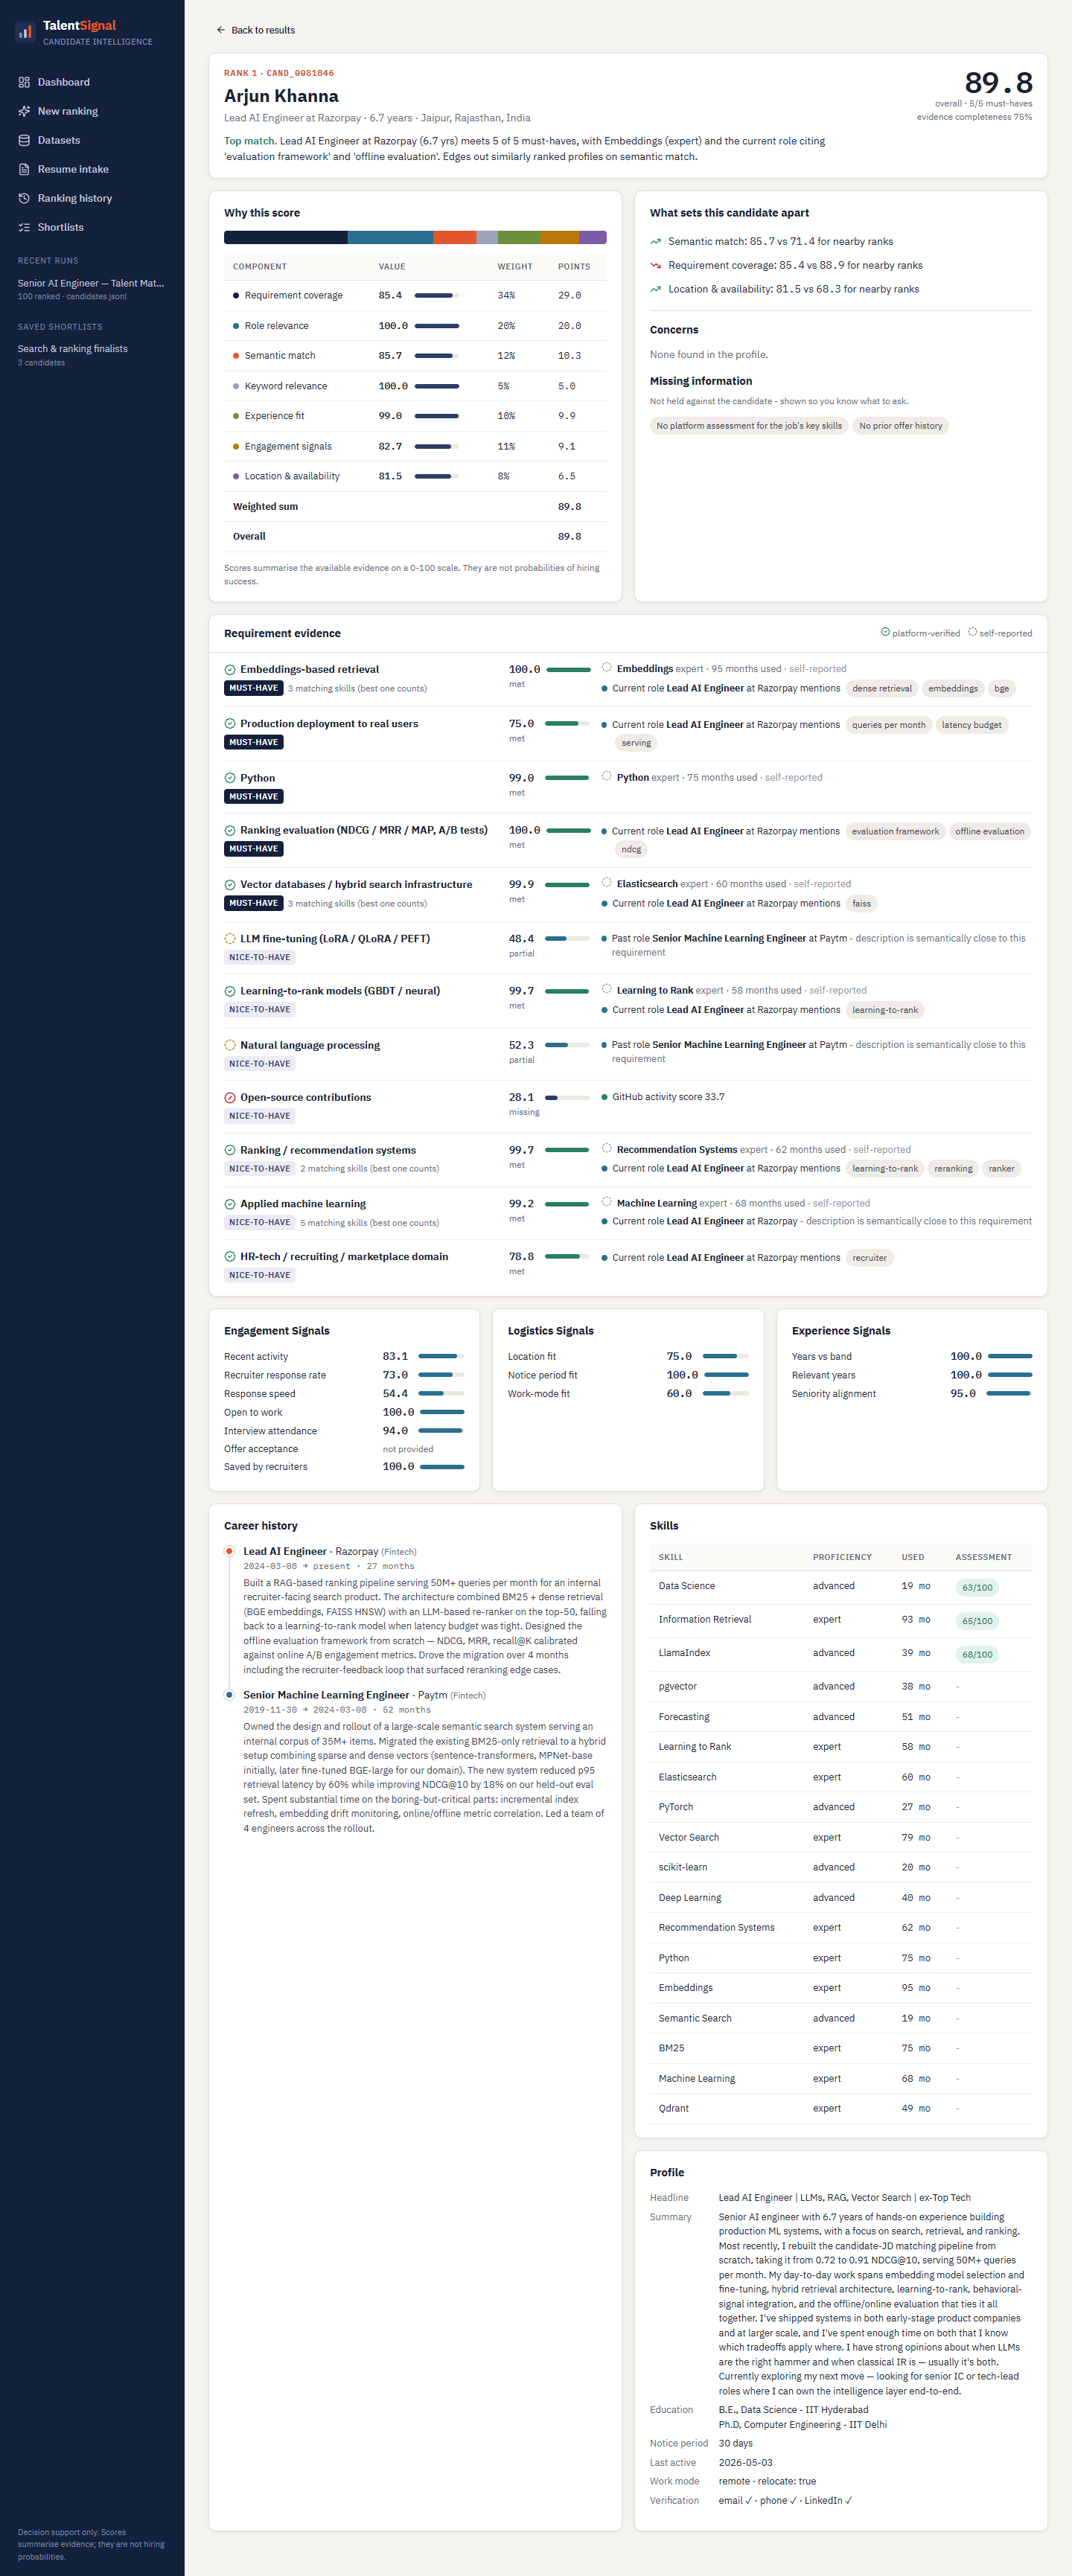 TalentSignal
CANDIDATE INTELLIGENCE
Dashboard
New ranking
Datasets
Resume intake
Ranking history
Shortlists
RECENT RUNS
Senior AI Engineer — Talent Mat...
100 ranked · candidates.jsonl
SAVED SHORTLISTS
Search & ranking finalists
3 candidates
Decision support only. Scores
summarise evidence; they are not hiring
probabilities.
← Back to results
RANK 1 · CAND_0081846
Arjun Khanna
Lead AI Engineer at Razorpay · 6.7 years · Jaipur, Rajasthan, India
Top match. Lead AI Engineer at Razorpay (6.7 yrs) meets 5 of 5 must-haves, with Embeddings (expert) and the current role citing
'evaluation framework' and 'offline evaluation'. Edges out similarly ranked profiles on semantic match.
89.8
overall · 5/5 must-haves
evidence completeness 75%
Why this score
COMPONENT VALUE WEIGHT POINTS
Requirement coverage 85.4 34% 29.0
Role relevance 100.0 20% 20.0
Semantic match 85.7 12% 10.3
Keyword relevance 100.0 5% 5.0
Experience fit 99.0 10% 9.9
Engagement signals 82.7 11% 9.1
Location & availability 81.5 8% 6.5
Weighted sum 89.8
Overall 89.8
Scores summarise the available evidence on a 0-100 scale. They are not probabilities of hiring
success.
What sets this candidate apart
Semantic match: 85.7 vs 71.4 for nearby ranks
Requirement coverage: 85.4 vs 88.9 for nearby ranks
Location & availability: 81.5 vs 68.3 for nearby ranks
Concerns
None found in the profile.
Missing information
Not held against the candidate - shown so you know what to ask.
No platform assessment for the job's key skills No prior offer history
Requirement evidence
platform-verified self-reported
Embeddings-based retrieval 100.0 Embeddings expert · 95 months used · self-reported
MUST-HAVE 3 matching skills (best one counts) met Current role Lead AI Engineer at Razorpay mentions dense retrieval embeddings bge
Production deployment to real users 75.0 Current role Lead AI Engineer at Razorpay mentions queries per month latency budget
MUST-HAVE met serving
Python 99.0 Python expert · 75 months used · self-reported
MUST-HAVE met
Ranking evaluation (NDCG / MRR / MAP, A/B tests) 100.0 Current role Lead AI Engineer at Razorpay mentions evaluation framework offline evaluation
MUST-HAVE met ndcg
Vector databases / hybrid search infrastructure 99.9 Elasticsearch expert · 60 months used · self-reported
MUST-HAVE 3 matching skills (best one counts) met Current role Lead AI Engineer at Razorpay mentions faiss
LLM fine-tuning (LoRA / QLoRA / PEFT) 48.4 Past role Senior Machine Learning Engineer at Paytm - description is semantically close to this
NICE-TO-HAVE partial requirement
Learning-to-rank models (GBDT / neural) 99.7 Learning to Rank expert · 58 months used · self-reported
NICE-TO-HAVE met Current role Lead AI Engineer at Razorpay mentions learning-to-rank
Natural language processing 52.3 Past role Senior Machine Learning Engineer at Paytm - description is semantically close to this
NICE-TO-HAVE partial requirement
Open-source contributions 28.1 GitHub activity score 33.7
NICE-TO-HAVE missing
Ranking / recommendation systems 99.7 Recommendation Systems expert · 62 months used · self-reported
NICE-TO-HAVE 2 matching skills (best one counts) met Current role Lead AI Engineer at Razorpay mentions learning-to-rank reranking ranker
Applied machine learning 99.2 Machine Learning expert · 68 months used · self-reported
NICE-TO-HAVE 5 matching skills (best one counts) met Current role Lead AI Engineer at Razorpay - description is semantically close to this requirement
HR-tech / recruiting / marketplace domain 78.8 Current role Lead AI Engineer at Razorpay mentions recruiter
NICE-TO-HAVE met
Engagement Signals
Recent activity 83.1
Recruiter response rate 73.0
Response speed 54.4
Open to work 100.0
Interview attendance 94.0
Offer acceptance not provided
Saved by recruiters 100.0
Logistics Signals
Location fit 75.0
Notice period fit 100.0
Work-mode fit 60.0
Experience Signals
Years vs band 100.0
Relevant years 100.0
Seniority alignment 95.0
Career history
Lead AI Engineer · Razorpay (Fintech)
2024-03-08 → present · 27 months
Built a RAG-based ranking pipeline serving 50M+ queries per month for an internal
recruiter-facing search product. The architecture combined BM25 + dense retrieval
(BGE embeddings, FAISS HNSW) with an LLM-based re-ranker on the top-50, falling
back to a learning-to-rank model when latency budget was tight. Designed the
offline evaluation framework from scratch — NDCG, MRR, recall@K calibrated
against online A/B engagement metrics. Drove the migration over 4 months
including the recruiter-feedback loop that surfaced reranking edge cases.
Senior Machine Learning Engineer · Paytm (Fintech)
2019-11-30 → 2024-03-08 · 52 months
Owned the design and rollout of a large-scale semantic search system serving an
internal corpus of 35M+ items. Migrated the existing BM25-only retrieval to a hybrid
setup combining sparse and dense vectors (sentence-transformers, MPNet-base
initially, later fine-tuned BGE-large for our domain). The new system reduced p95
retrieval latency by 60% while improving NDCG@10 by 18% on our held-out eval
set. Spent substantial time on the boring-but-critical parts: incremental index
refresh, embedding drift monitoring, online/offline metric correlation. Led a team of
4 engineers across the rollout.
Skills
SKILL PROFICIENCY USED ASSESSMENT
Data Science advanced 19 mo 63/100
Information Retrieval expert 93 mo 65/100
LlamaIndex advanced 39 mo 68/100
pgvector advanced 38 mo -
Forecasting advanced 51 mo -
Learning to Rank expert 58 mo -
Elasticsearch expert 60 mo -
PyTorch advanced 27 mo -
Vector Search expert 79 mo -
scikit-learn advanced 20 mo -
Deep Learning advanced 40 mo -
Recommendation Systems expert 62 mo -
Python expert 75 mo -
Embeddings expert 95 mo -
Semantic Search advanced 19 mo -
BM25 expert 75 mo -
Machine Learning expert 68 mo -
Qdrant expert 49 mo -
Profile
Headline Lead AI Engineer | LLMs, RAG, Vector Search | ex-Top Tech
Summary Senior AI engineer with 6.7 years of hands-on experience building
production ML systems, with a focus on search, retrieval, and ranking.
Most recently, I rebuilt the candidate-JD matching pipeline from
scratch, taking it from 0.72 to 0.91 NDCG@10, serving 50M+ queries
per month. My day-to-day work spans embedding model selection and
fine-tuning, hybrid retrieval architecture, learning-to-rank, behavioral-
signal integration, and the offline/online evaluation that ties it all
together. I've shipped systems in both early-stage product companies
and at larger scale, and I've spent enough time on both that I know
which tradeoffs apply where. I have strong opinions about when LLMs
are the right hammer and when classical IR is — usually it's both.
Currently exploring my next move — looking for senior IC or tech-lead
roles where I can own the intelligence layer end-to-end.
Education B.E., Data Science - IIT Hyderabad
Ph.D, Computer Engineering - IIT Delhi
Notice period 30 days
Last active 2026-05-03
Work mode remote · relocate: true
Verification email ✓ · phone ✓ · LinkedIn ✓